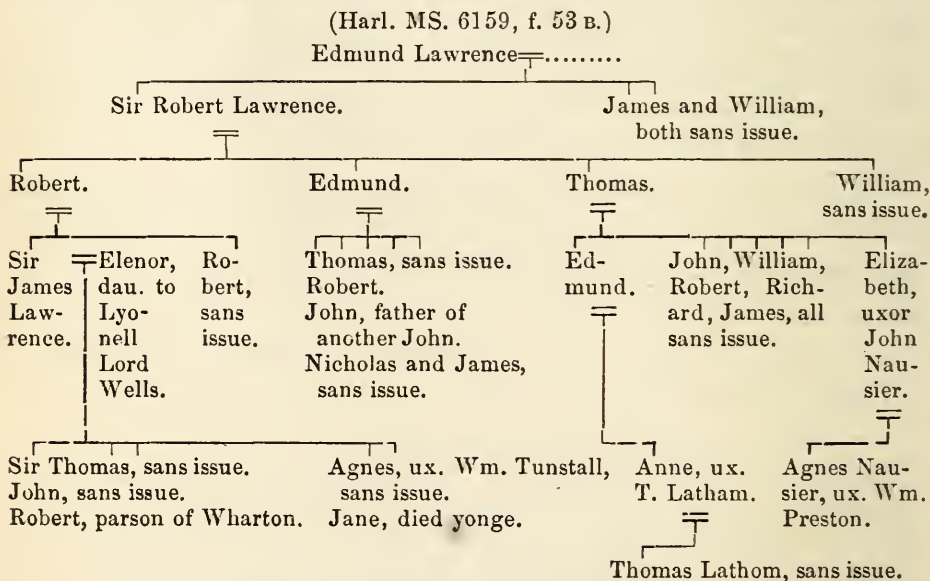 (Harl. MS. 6159, f. 53 B.)
Edmund Lawrence=.........
Sir Robert Lawrence.
James and William,
both sans issue.
Robert.
Edmund.
Thomas.
William,
sans issue.
Sir
James
Law-
rence.
Elenor,
dau. to
Lyo-
nell
Lord
Wells.
Ro-
bert,
sans
issue.
Thomas, sans issue.
Robert.
John, father of
another John.
Nicholas and James,
sans issue.
Ed-
mund.
John, William,
Robert, Rich-
ard, James, all
sans issue.
Eliza-
beth,
uxor
John
Nau-
sier.
Sir Thomas, sans issue.
John, sans issue.
Robert, parson of Wharton.
Agnes, ux. Wm. Tunstall,
sans issue.
Jane, died yonge.
Anne, ux.
T. Latham.
Agnes Nau-
sier, ux. Wm.
Preston.
Thomas Lathom, sans issue.